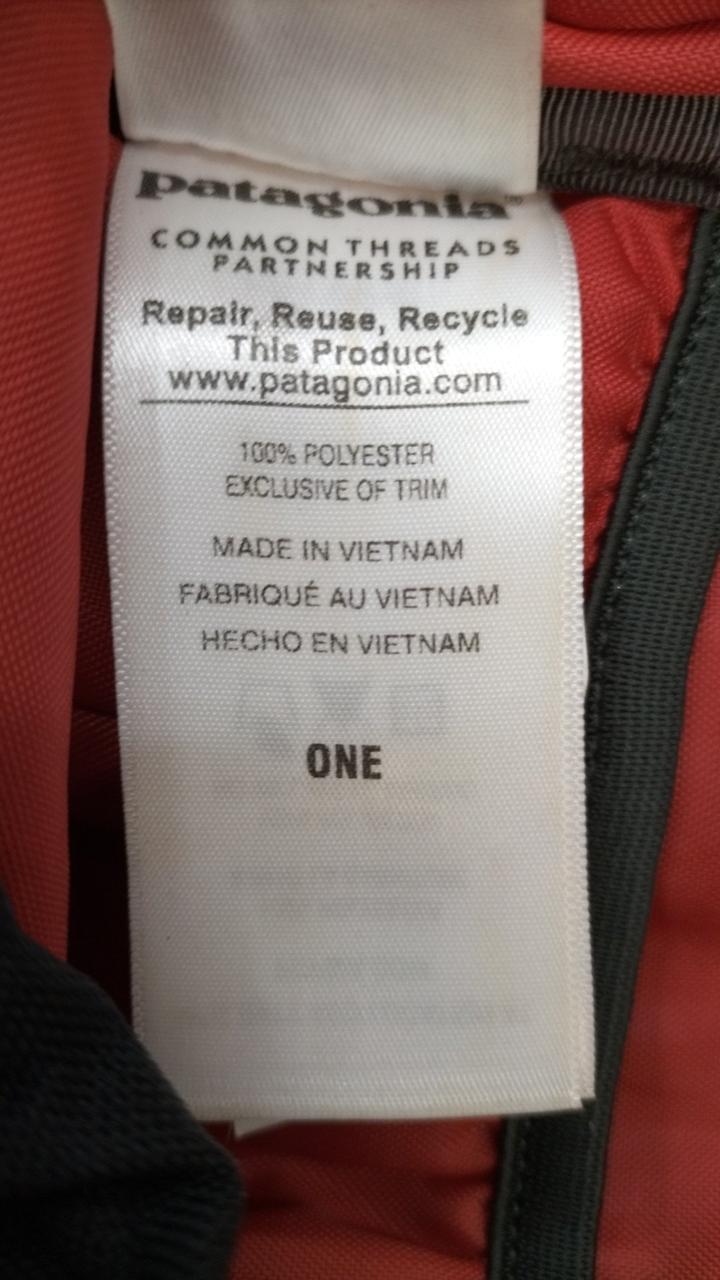 patagonia®
COMMON THREADS
PARTNERSHIP
Repair, Reuse, Recycle
This Product
www.patagonia.com
100% POLYESTER
EXCLUSIVE OF TRIM
MADE IN VIETNAM
FABRIQUÉ AU VIETNAM
HECHO EN VIETNAM
ONE